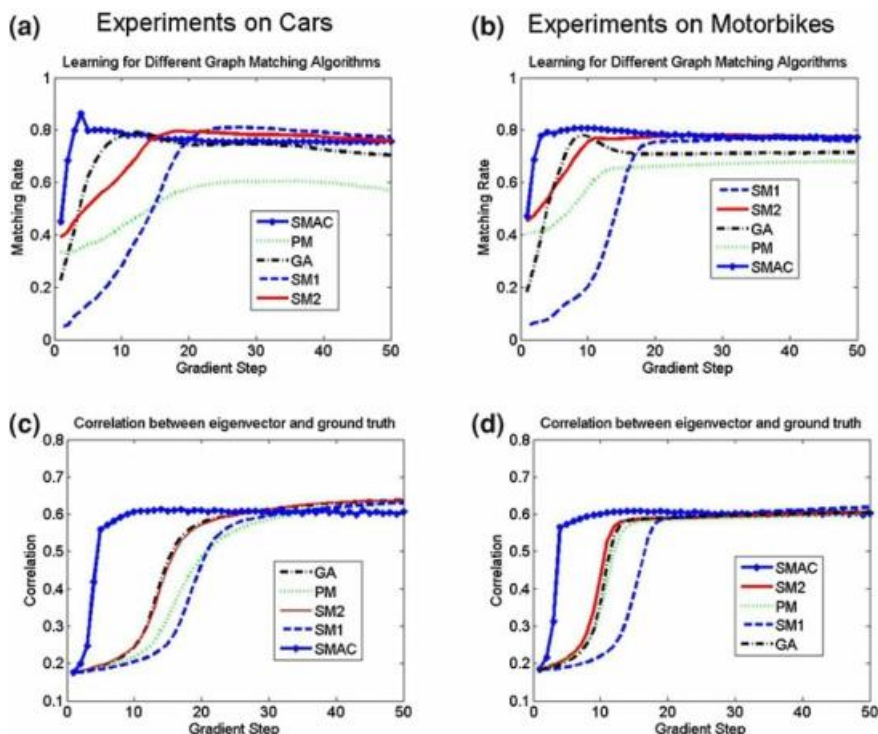 (a) Experiments on Cars
Learning for Different Graph Matching Algorithms
Matching Rate
1
0.8
0.6
0.4
0.2
0
SMAC
PM
GA
SM1
SM2
0 10 20 30 40 50
Gradient Step
(b) Experiments on Motorbikes
Learning for Different Graph Matching Algorithms
Matching Rate
1
0.8
0.6
0.4
0.2
0
SM1
SM2
GA
PM
SMAC
0 10 20 30 40 50
Gradient Step
(c) Correlation between eigenvector and ground truth
Correlation
0.8
0.7
0.6
0.5
0.4
0.3
0.2
0.1
GA
PM
SM2
SM1
SMAC
0 10 20 30 40 50
Gradient Step
(d) Correlation between eigenvector and ground truth
Correlation
0.8
0.7
0.6
0.5
0.4
0.3
0.2
0.1
SMAC
SM2
PM
SM1
GA
0 10 20 30 40 50
Gradient Step